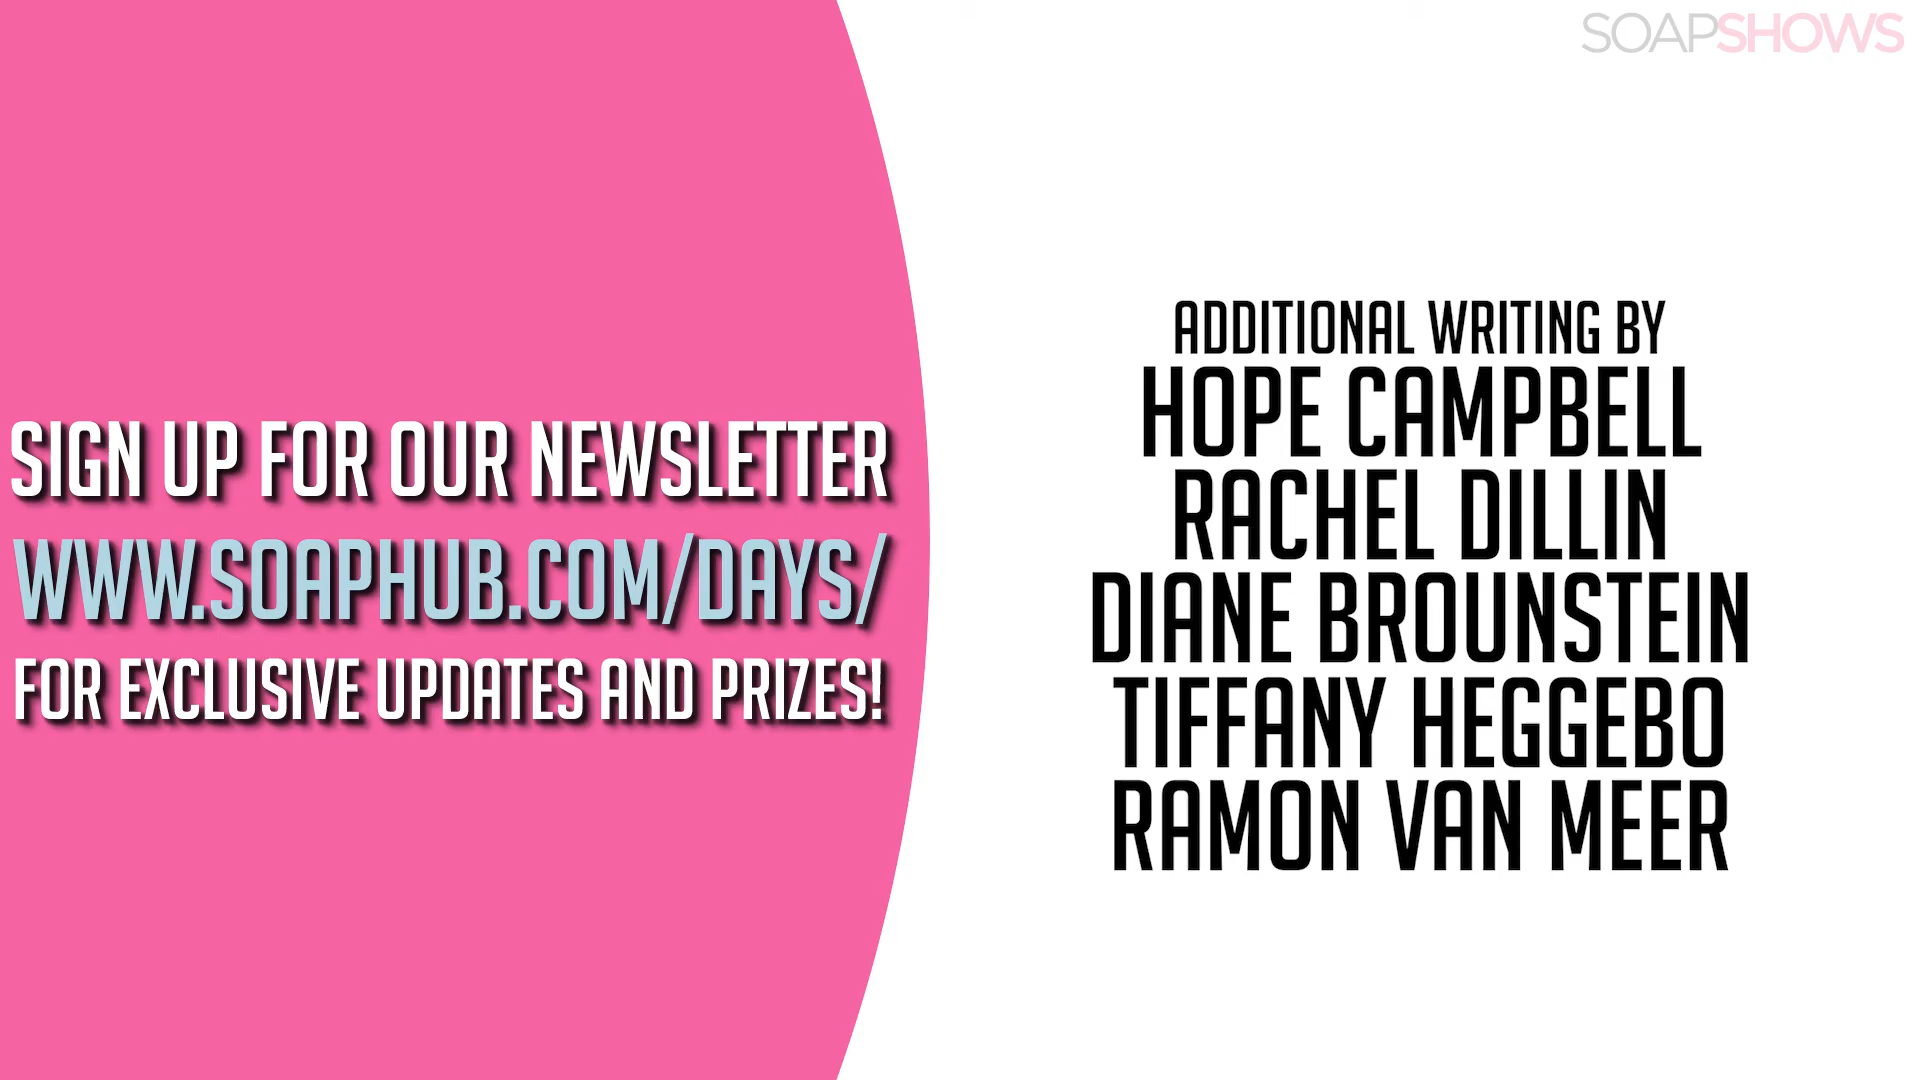 SOAPSHOWS
SIGN UP FOR OUR NEWSLETTER
WWW.SOAPHUB.COM/DAYS/
FOR EXCLUSIVE UPDATES AND PRIZES!
ADDITIONAL WRITING BY
HOPE CAMPBELL
RACHEL DILLIN
DIANE BROUNSTEIN
TIFFANY HEGGEBO
RAMON VAN MEER